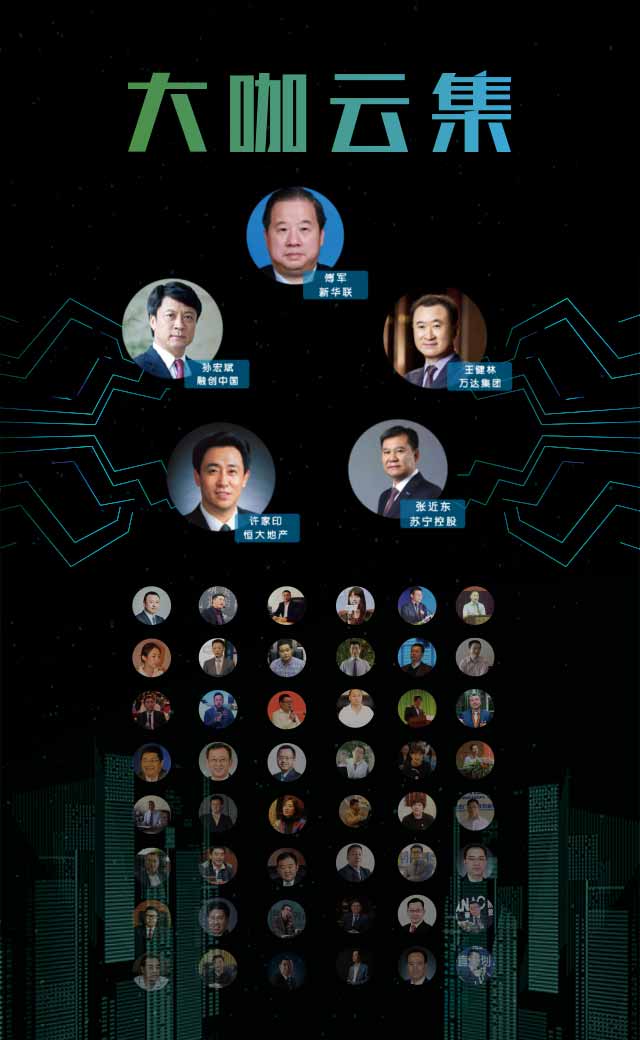 大咖云集
傅军
新华联
孙宏斌
融创中国
王健林
万达集团
许家印
恒大地产
张近东
苏宁控股